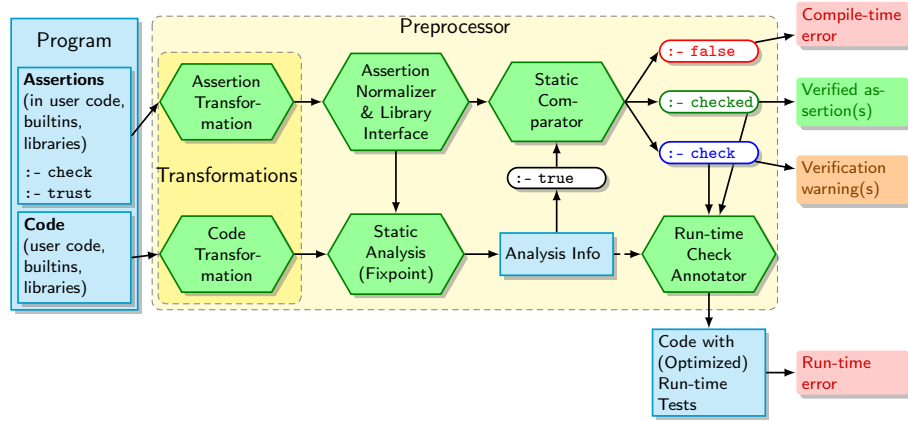 Program
Assertions
(in user code,
builtins,
libraries)
:- check
:- trust
Code
(user code,
builtins,
libraries)
Preprocessor
Transformations
Assertion
Transfor-
mation
Code
Transfor-
mation
Assertion
Normalizer
& Library
Interface
Static
Analysis
(Fixpoint)
Static
Com-
parator
:- true
Analysis Info
:- false
:- checked
:- check
Run-time
Check
Annotator
Code with
(Optimized)
Run-time
Tests
Compile-time
error
Verified as-
sertion(s)
Verification
warning(s)
Run-time
error